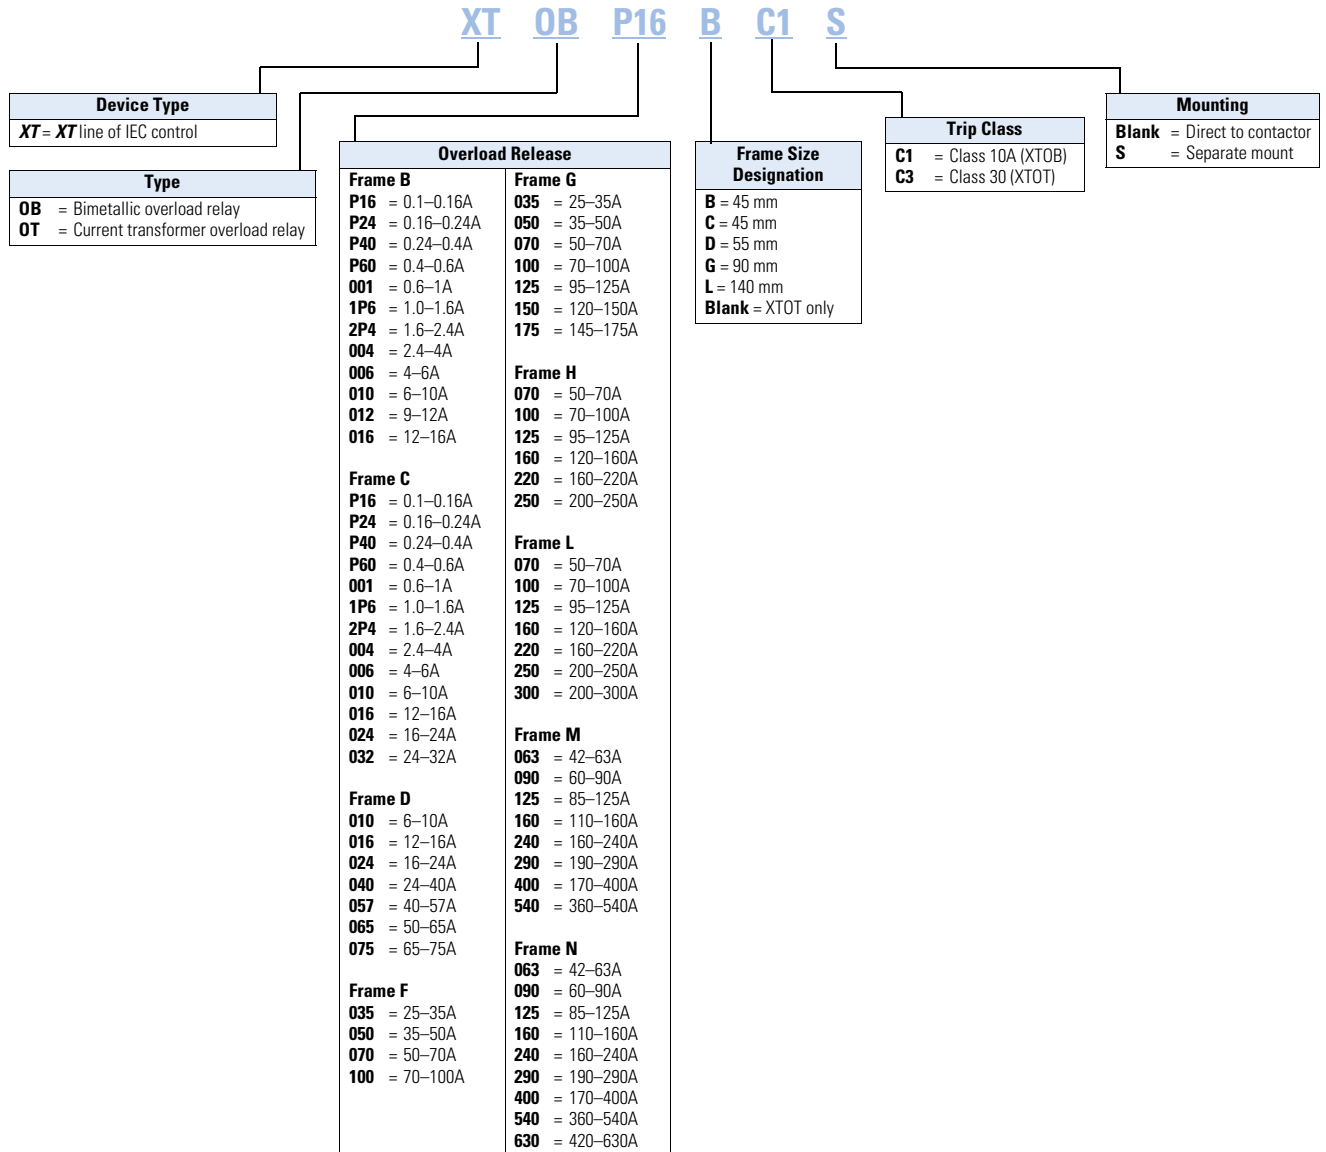 XT OB P16 B C1 S
Device Type
XT = XT line of IEC control
Type
OB = Bimetallic overload relay
OT = Current transformer overload relay
Overload Release
Frame B
P16 = 0.1–0.16A
P24 = 0.16–0.24A
P40 = 0.24–0.4A
P60 = 0.4–0.6A
001 = 0.6–1A
1P6 = 1.0–1.6A
2P4 = 1.6–2.4A
004 = 2.4–4A
006 = 4–6A
010 = 6–10A
012 = 9–12A
016 = 12–16A
Frame C
P16 = 0.1–0.16A
P24 = 0.16–0.24A
P40 = 0.24–0.4A
P60 = 0.4–0.6A
001 = 0.6–1A
1P6 = 1.0–1.6A
2P4 = 1.6–2.4A
004 = 2.4–4A
006 = 4–6A
010 = 6–10A
016 = 12–16A
024 = 16–24A
032 = 24–32A
Frame D
010 = 6–10A
016 = 12–16A
024 = 16–24A
040 = 24–40A
057 = 40–57A
065 = 50–65A
075 = 65–75A
Frame F
035 = 25–35A
050 = 35–50A
070 = 50–70A
100 = 70–100A
Frame G
035 = 25–35A
050 = 35–50A
070 = 50–70A
100 = 70–100A
125 = 95–125A
150 = 120–150A
175 = 145–175A
Frame H
070 = 50–70A
100 = 70–100A
125 = 95–125A
160 = 120–160A
220 = 160–220A
250 = 200–250A
Frame L
070 = 50–70A
100 = 70–100A
125 = 95–125A
160 = 120–160A
220 = 160–220A
250 = 200–250A
300 = 200–300A
Frame M
063 = 42–63A
090 = 60–90A
125 = 85–125A
160 = 110–160A
240 = 160–240A
290 = 190–290A
400 = 170–400A
540 = 360–540A
Frame N
063 = 42–63A
090 = 60–90A
125 = 85–125A
160 = 110–160A
240 = 160–240A
290 = 190–290A
400 = 170–400A
540 = 360–540A
630 = 420–630A
Frame Size
Designation
B = 45 mm
C = 45 mm
D = 55 mm
G = 90 mm
L = 140 mm
Blank = XTOT only
Trip Class
C1 = Class 10A (XTOB)
C3 = Class 30 (XTOT)
Mounting
Blank = Direct to contactor
S = Separate mount